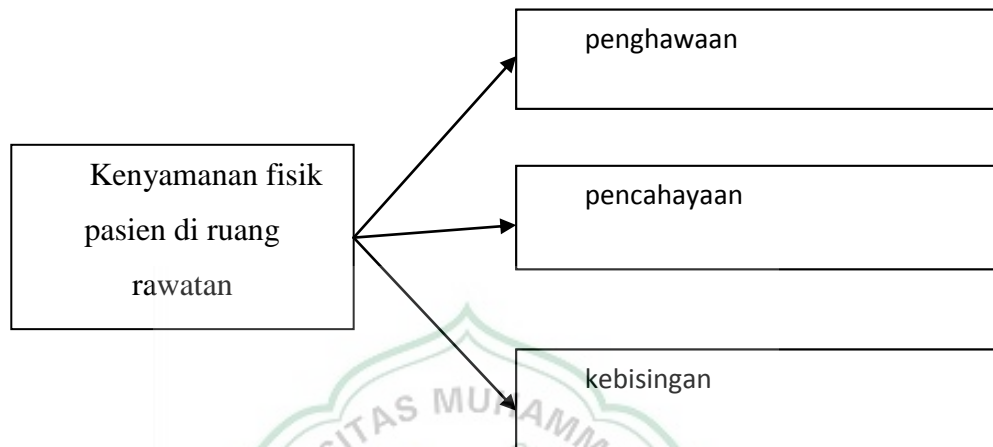 penghawaan
Kenyamanan fisik
pasien di ruang
rawatan
pencahayaan
kebisingan